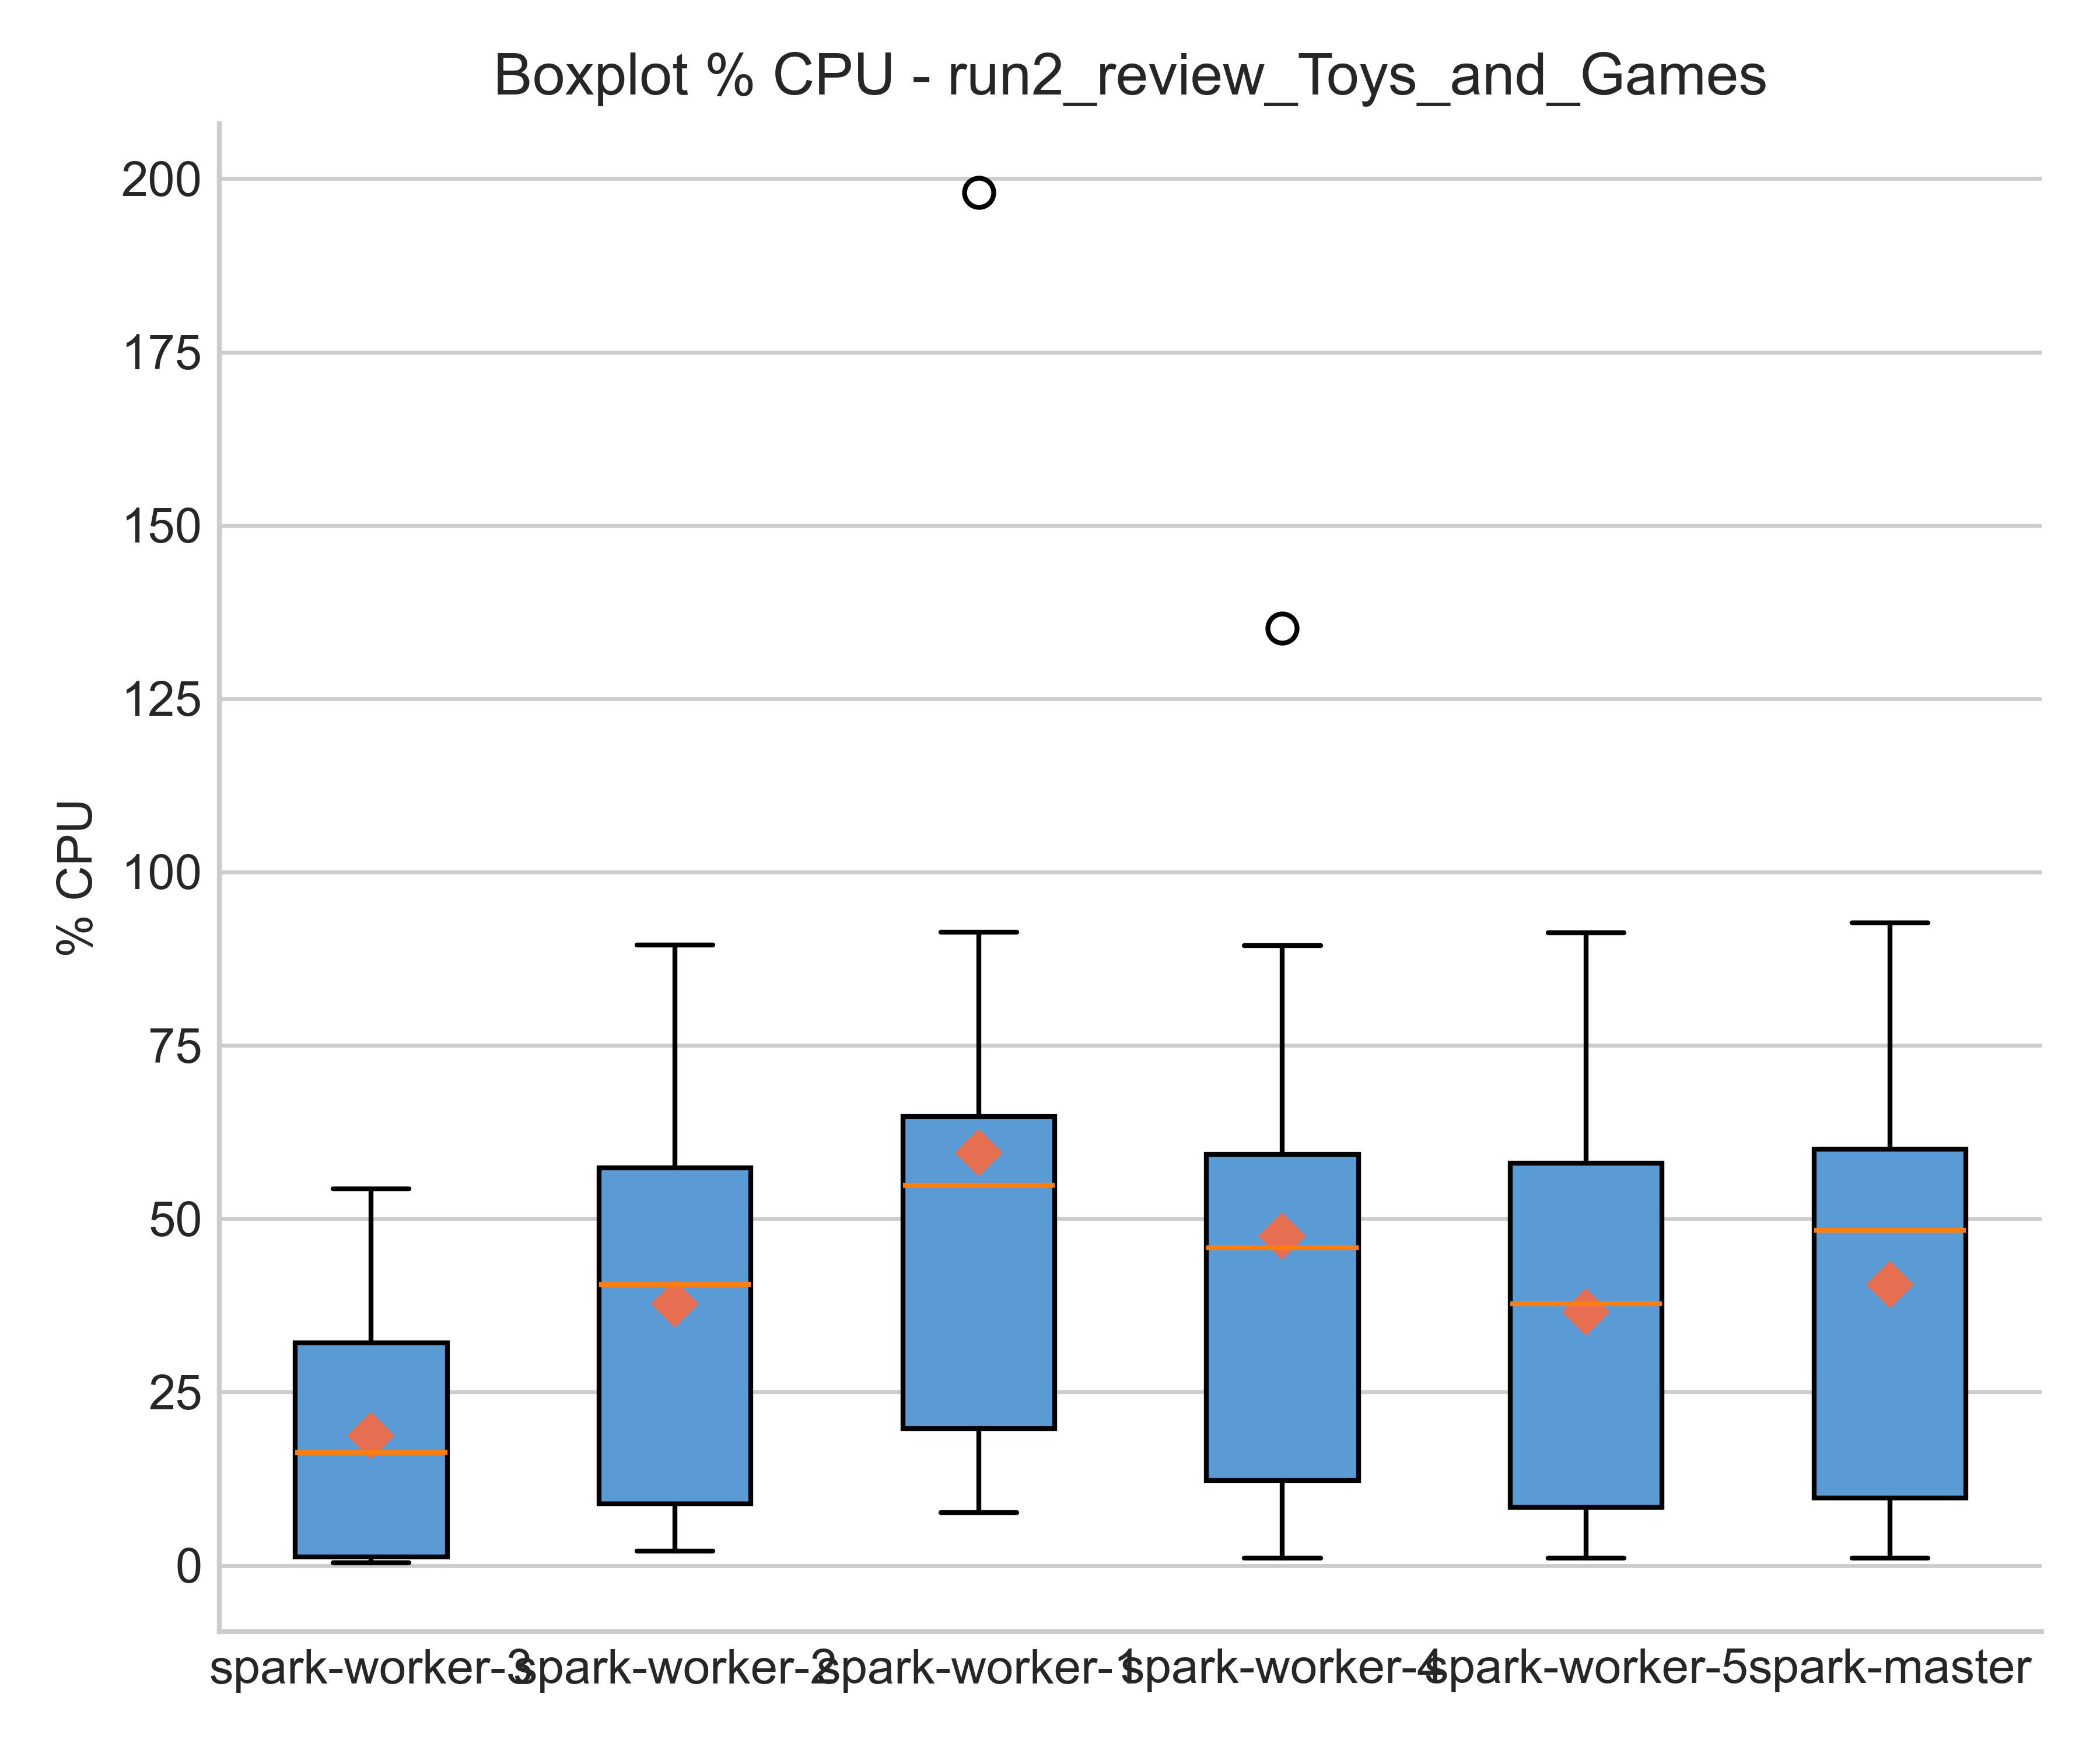 Boxplot % CPU - run2_review_Toys_and_Games
200
175
150
125
100
75
50
25
0
% CPU
spark-worker-3
spark-worker-2
spark-worker-1
spark-worker-4
spark-worker-5
spark-master